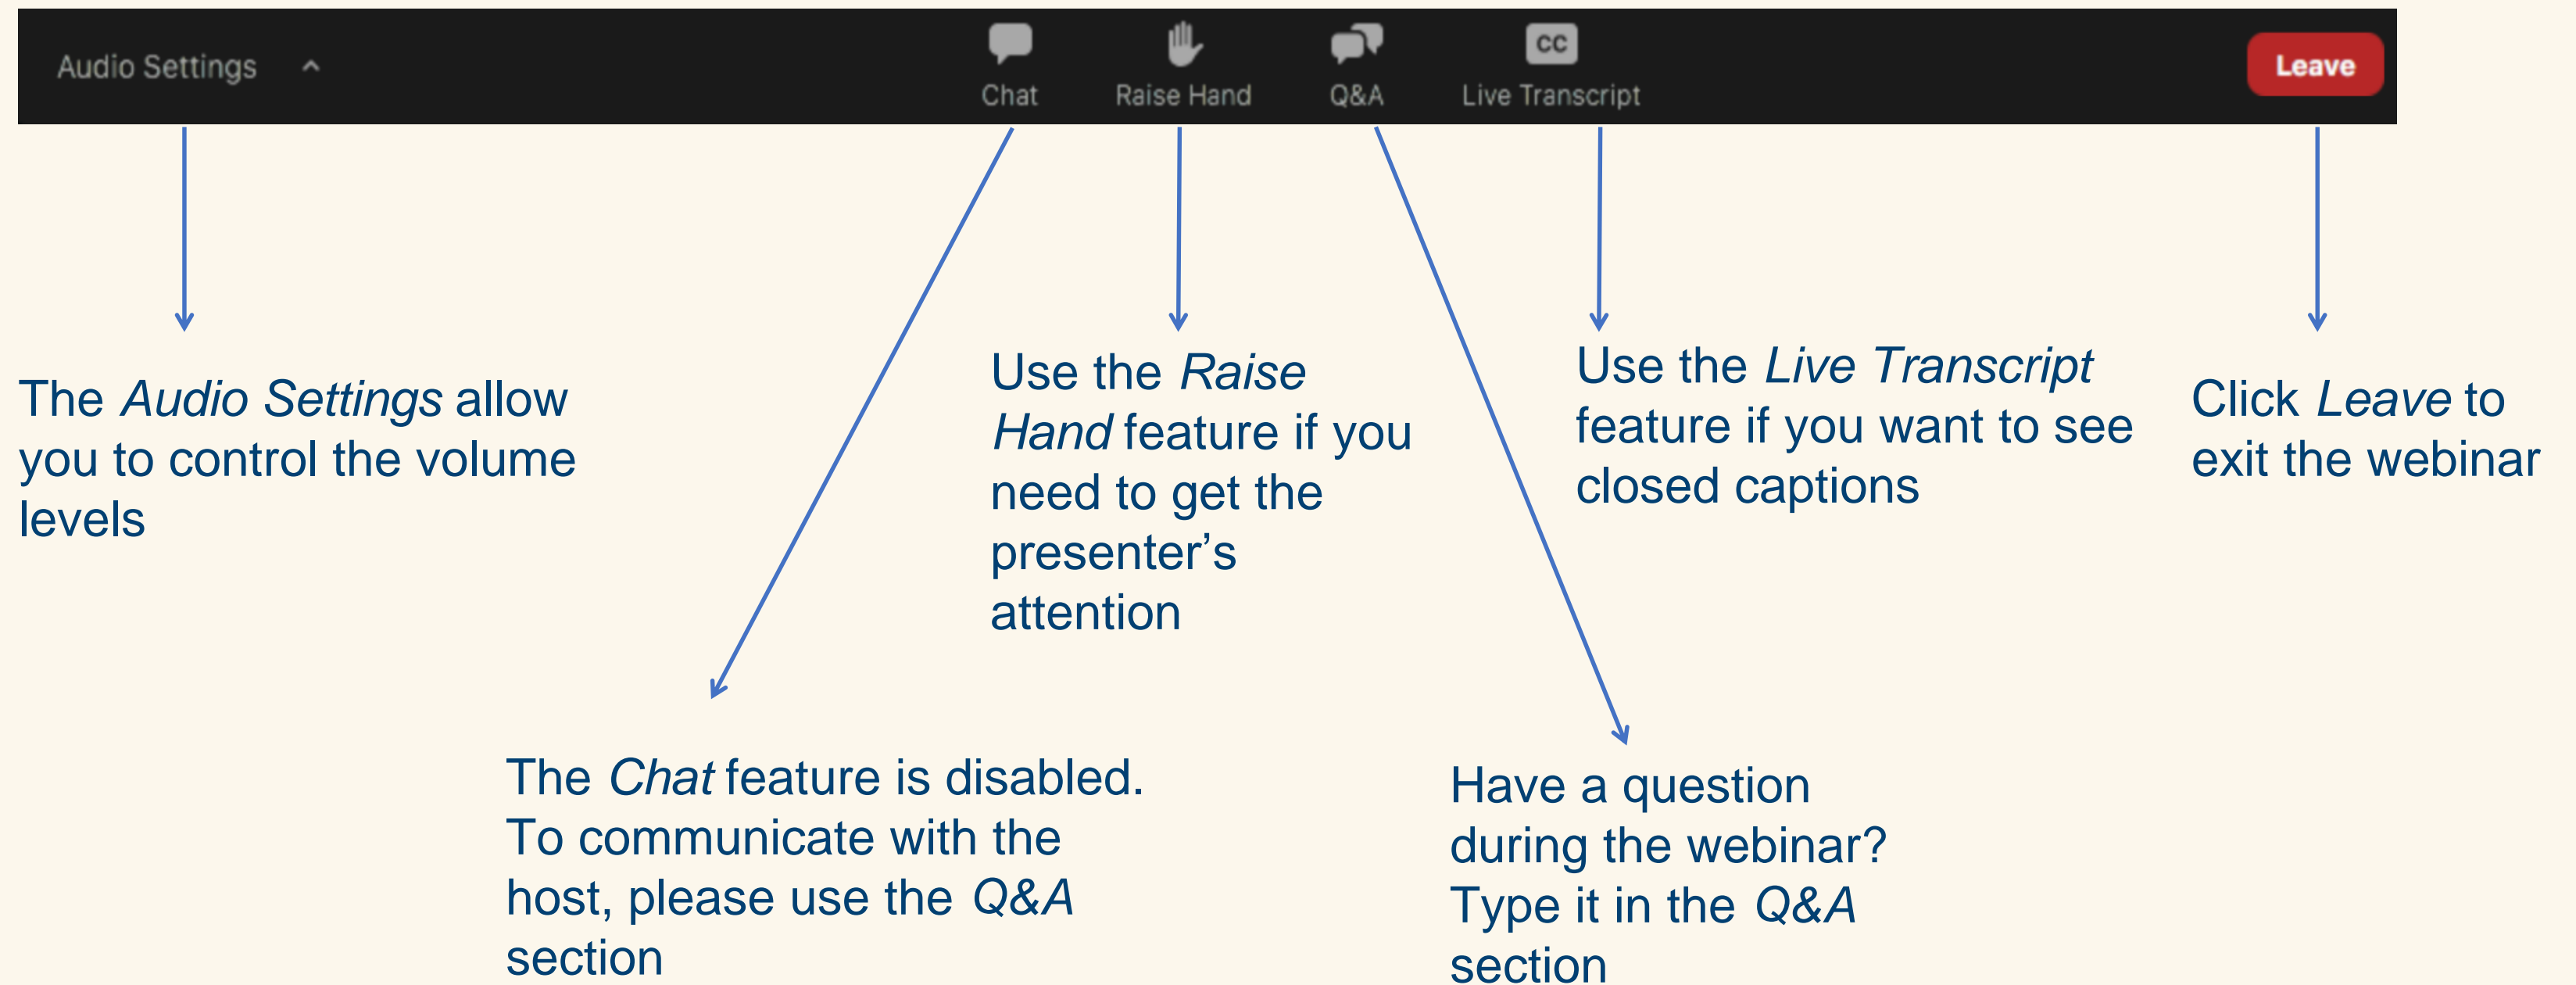 Audio Settings
Chat
Raise Hand
Q&A
Live Transcript
CC
Leave
The Audio Settings allow
you to control the volume
levels
Use the Raise
Hand feature if you
need to get the
presenter’s
attention
Use the Live Transcript
feature if you want to see
closed captions
Click Leave to
exit the webinar
The Chat feature is disabled.
To communicate with the
host, please use the Q&A
section
Have a question
during the webinar?
Type it in the Q&A
section